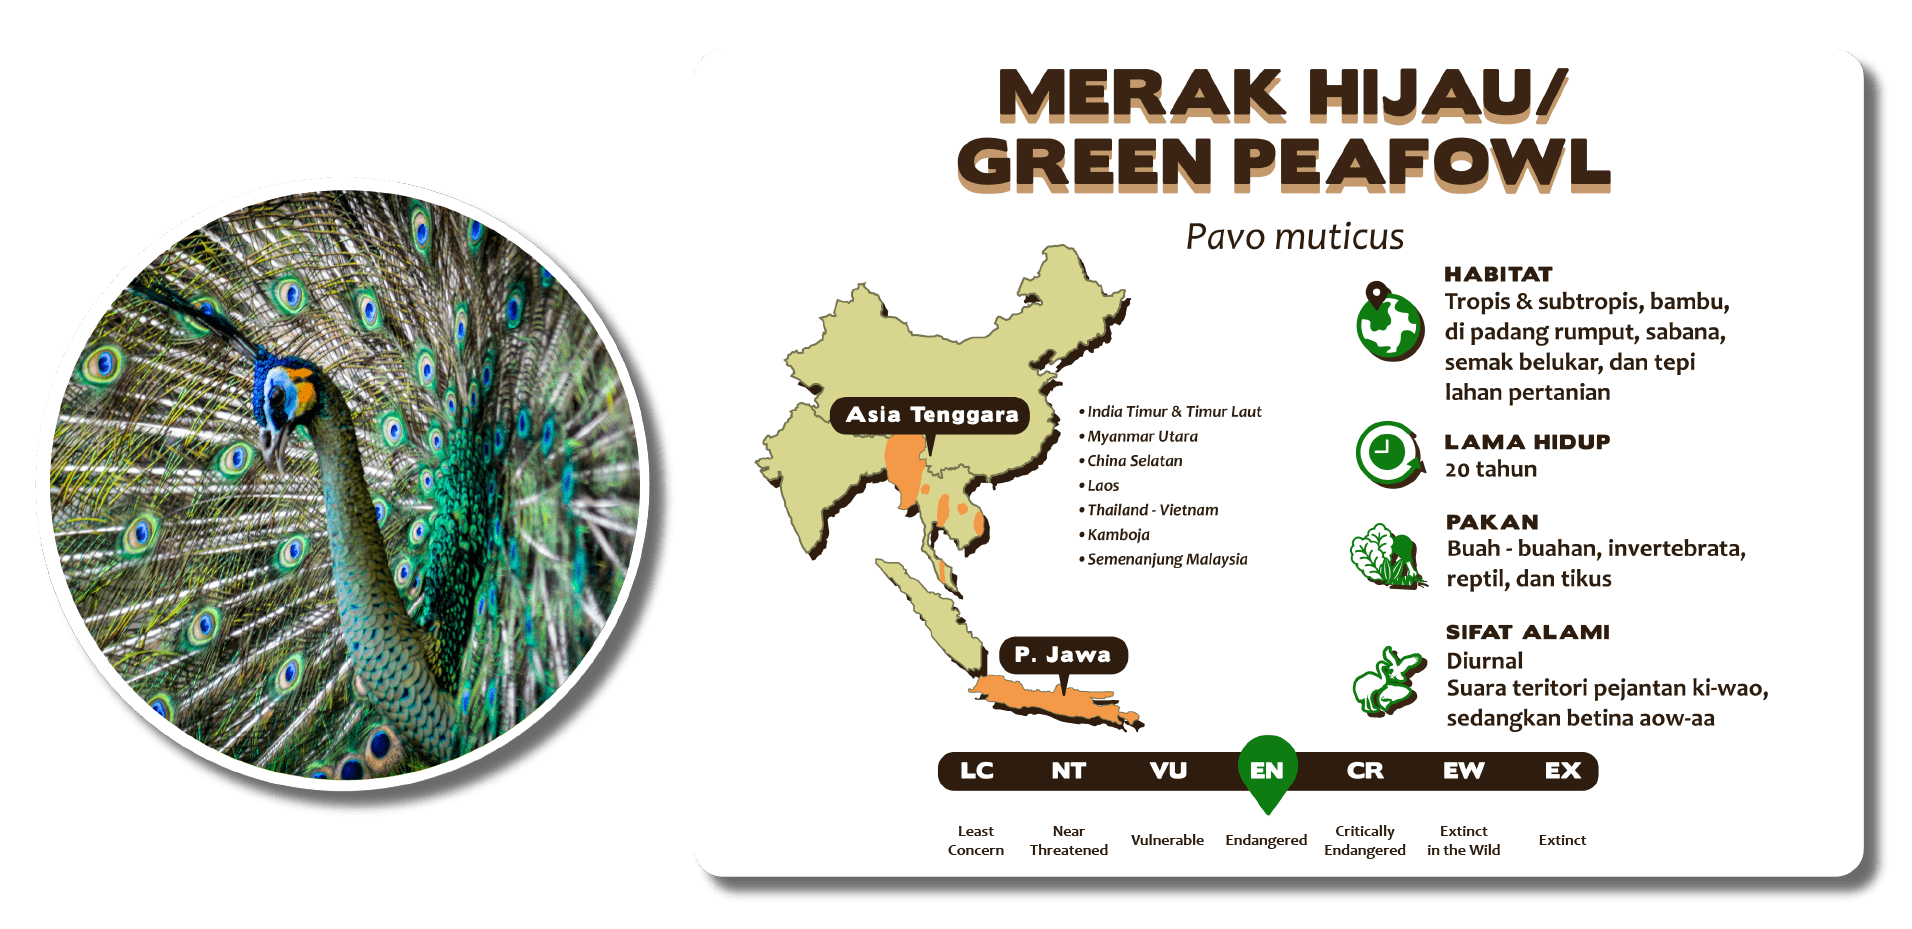 MERAK HIJAU/
GREEN PEAFOWL
Pavo muticus
Asia Tenggara
• India Timur & Timur Laut
• Myanmar Utara
• China Selatan
• Laos
• Thailand - Vietnam
• Kamboja
• Semenanjung Malaysia
P. Jawa
HABITAT
Tropis & subtropis, bambu,
di padang rumput, sabana,
semak belukar, dan tepi
lahan pertanian
LAMA HIDUP
20 tahun
PAKAN
Buah - buahan, invertebrata,
reptil, dan tikus
SIFAT ALAMI
Diurnal
Suara teritori pejantan ki-wao,
sedangkan betina aow-aa
LC NT VU EN CR EW EX
Least Concern
Near Threatened
Vulnerable
Endangered
Critically Endangered
Extinct in the Wild
Extinct